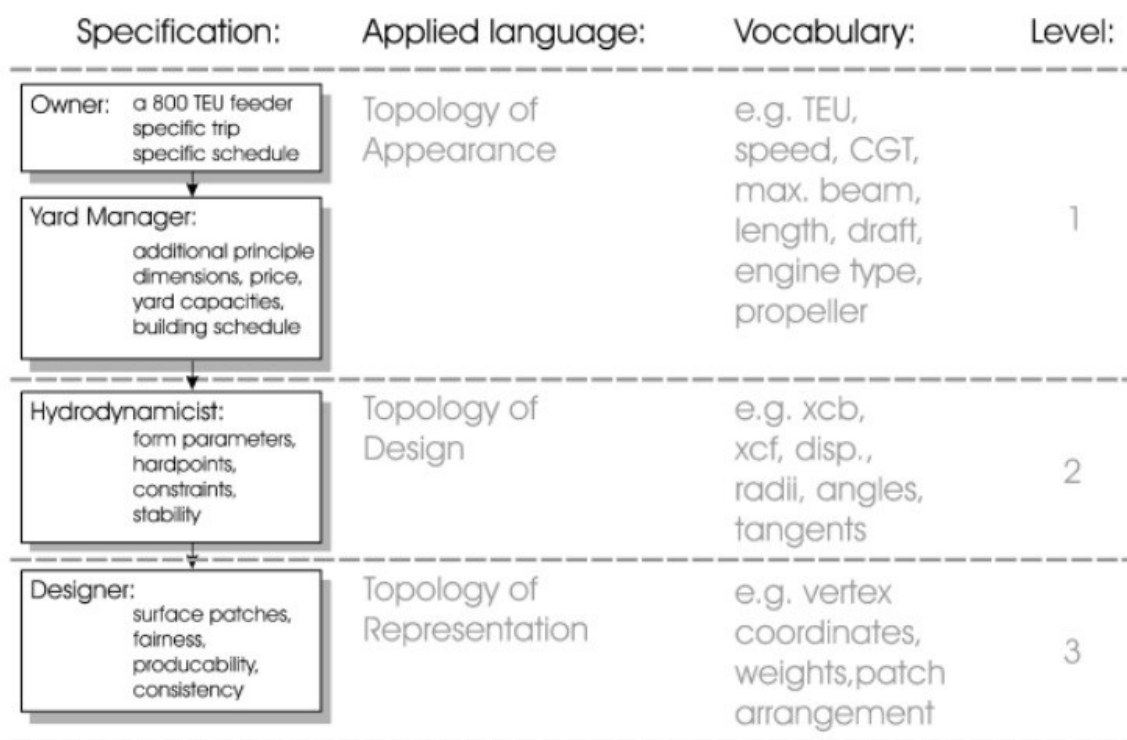 Specification: Applied language: Vocabulary: Level:
Owner: a 800 TEU feeder
specific trip
specific schedule
Yard Manager:
additional principle
dimensions, price,
yard capacities,
building schedule
Topology of
Appearance
e.g. TEU,
speed, CGT,
max. beam,
length, draft,
engine type,
propeller
1
Hydrodynamicist:
form parameters,
hardpoints,
constraints,
stability
Topology of
Design
e.g. xcb,
xcf, disp.,
radii, angles,
tangents
2
Designer:
surface patches,
fairness,
producability,
consistency
Topology of
Representation
e.g. vertex
coordinates,
weights,patch
arrangement
3